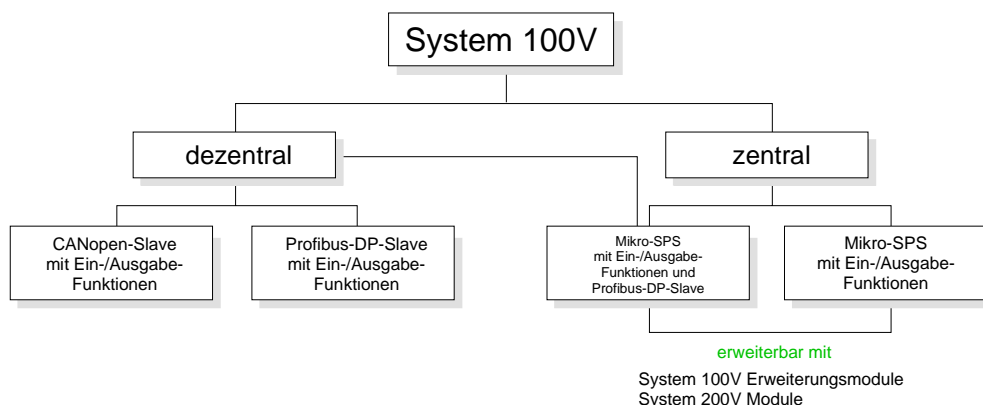 System 100V
dezentral
zentral
CANopen-Slave
mit Ein-/Ausgabe-
Funktionen
Profibus-DP-Slave
mit Ein-/Ausgabe-
Funktionen
Mikro-SPS
mit Ein-/Ausgabe-
Funktionen und
Profibus-DP-Slave
Mikro-SPS
mit Ein-/Ausgabe-
Funktionen
erweiterbar mit
System 100V Erweiterungsmodule
System 200V Module